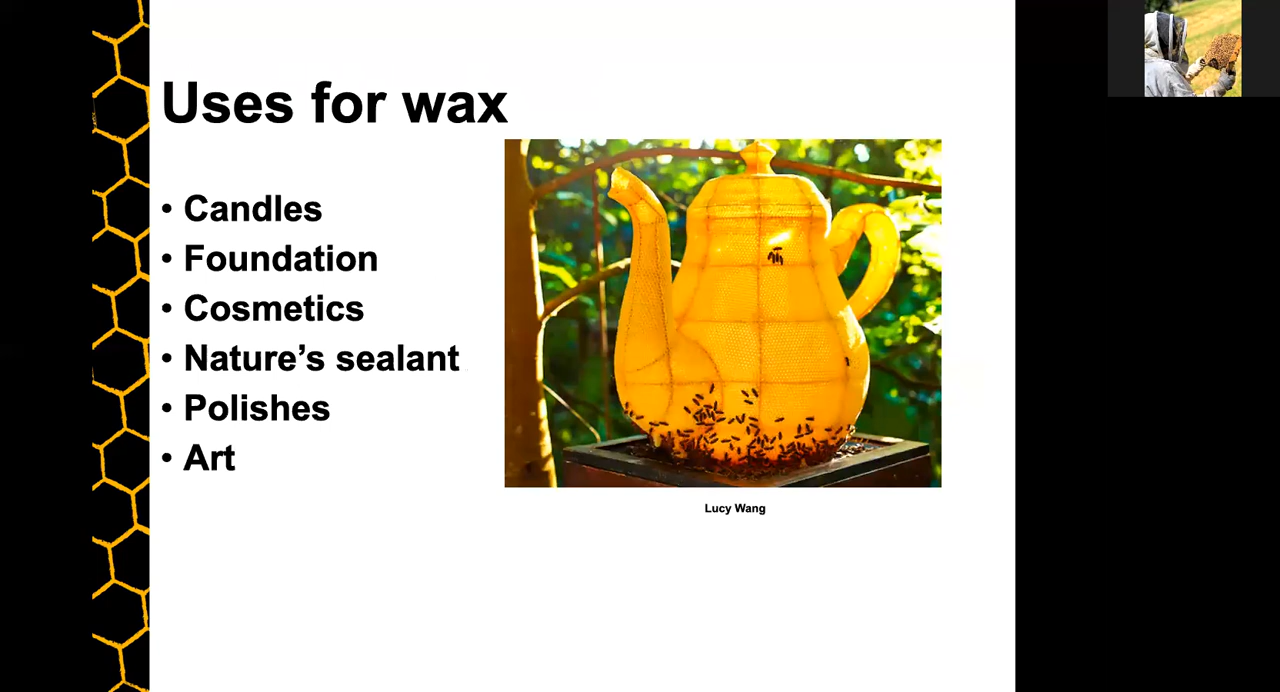 Uses for wax
• Candles
• Foundation
• Cosmetics
• Nature’s sealant
• Polishes
• Art
Lucy Wang